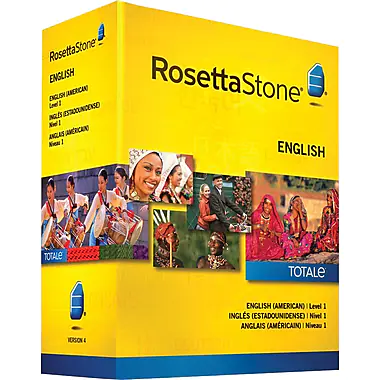 RosettaStone®
ENGLISH
ENGLISH (AMERICAN)
Level 1
INGLÉS (ESTADOUNIDENSE)
Nivel 1
ANGLAIS (AMÉRICAIN)
Niveau 1
TOTALe
VERSION 4
RosettaStone®
ENGLISH
TOTALe
ENGLISH (AMERICAN) | Level 1
INGLÉS (ESTADOUNIDENSE) | Nivel 1
ANGLAIS (AMÉRICAIN) | Niveau 1